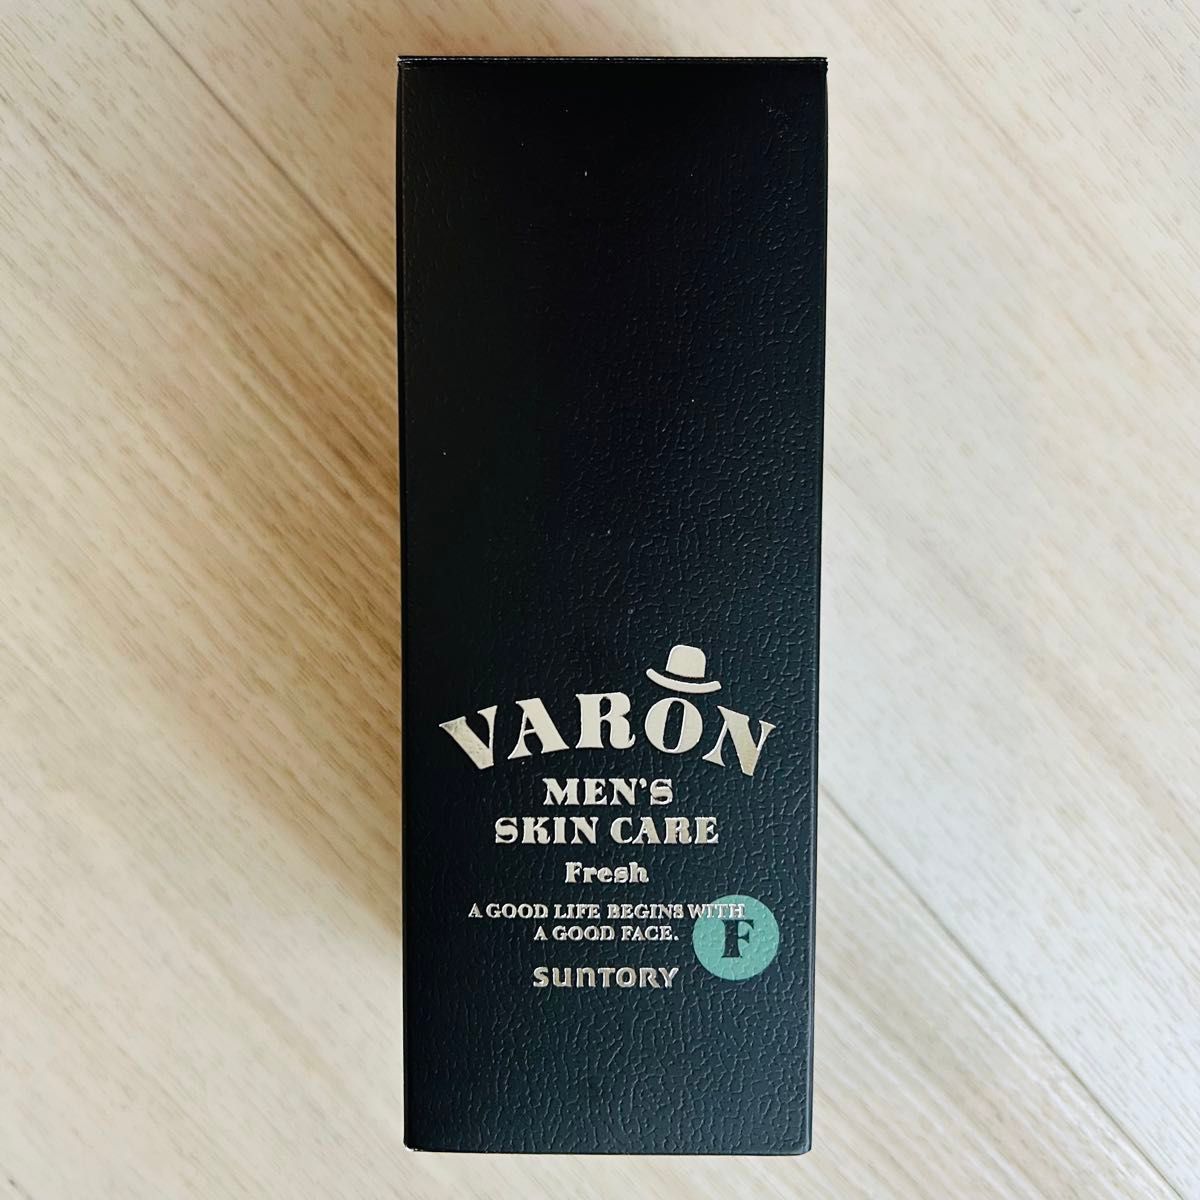 VARON
MEN'S
SKIN CARE
Fresh
A GOOD LIFE BEGINS WITH
A GOOD FACE.
F
SUNTORY